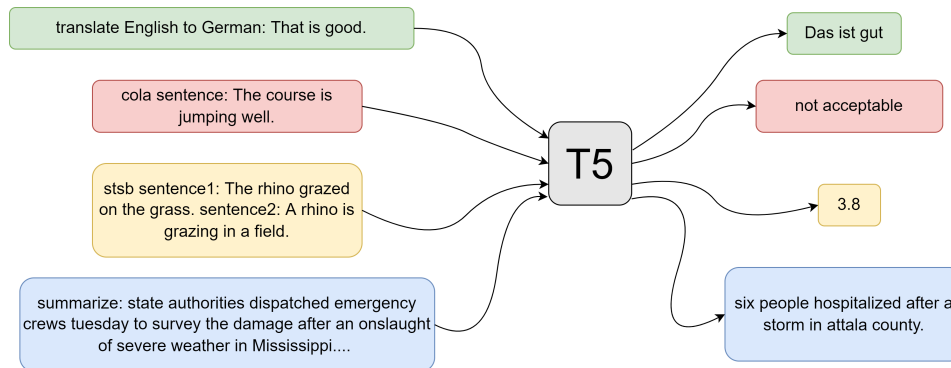 translate English to German: That is good.
cola sentence: The course is
jumping well.
stsb sentence1: The rhino grazed
on the grass. sentence2: A rhino is
grazing in a field.
summarize: state authorities dispatched emergency
crews tuesday to survey the damage after an onslaught
of severe weather in Mississippi....
T5
Das ist gut
not acceptable
3.8
six people hospitalized after a
storm in attala county.